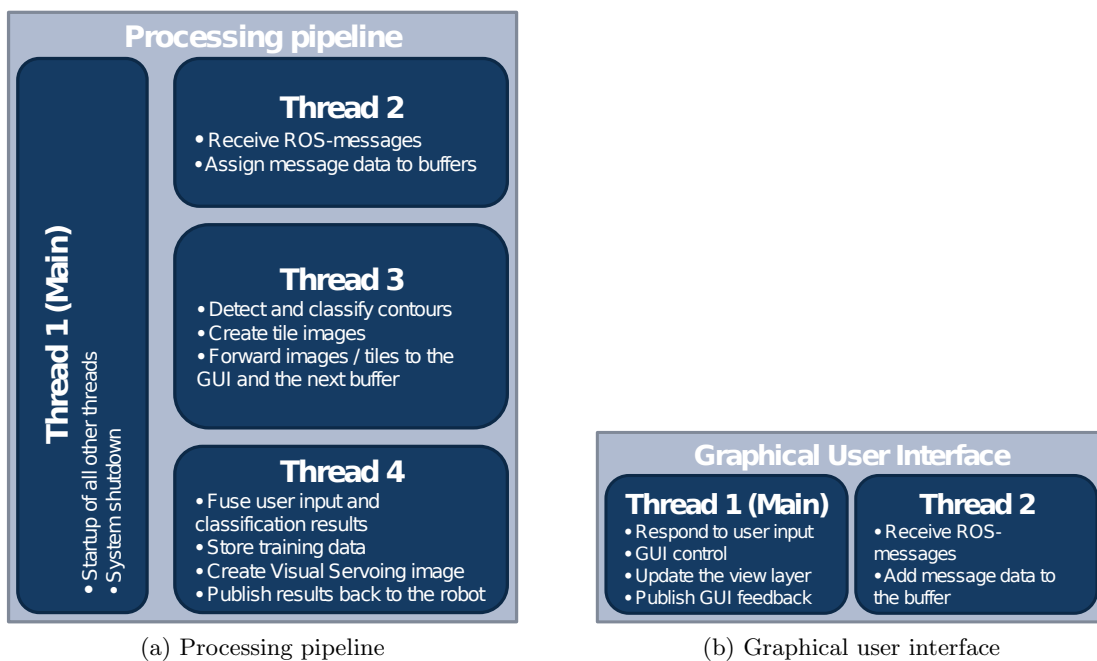 Processing pipeline
Thread 1 (Main)
• Startup of all other threads
• System shutdown
Thread 2
• Receive ROS-messages
• Assign message data to buffers
Thread 3
• Detect and classify contours
• Create tile images
• Forward images / tiles to the
GUI and the next buffer
Thread 4
• Fuse user input and
classification results
• Store training data
• Create Visual Servoing image
• Publish results back to the robot
(a) Processing pipeline
Graphical User Interface
Thread 1 (Main)
• Respond to user input
• GUI control
• Update the view layer
• Publish GUI feedback
Thread 2
• Receive ROS-
messages
• Add message data to
the buffer
(b) Graphical user interface